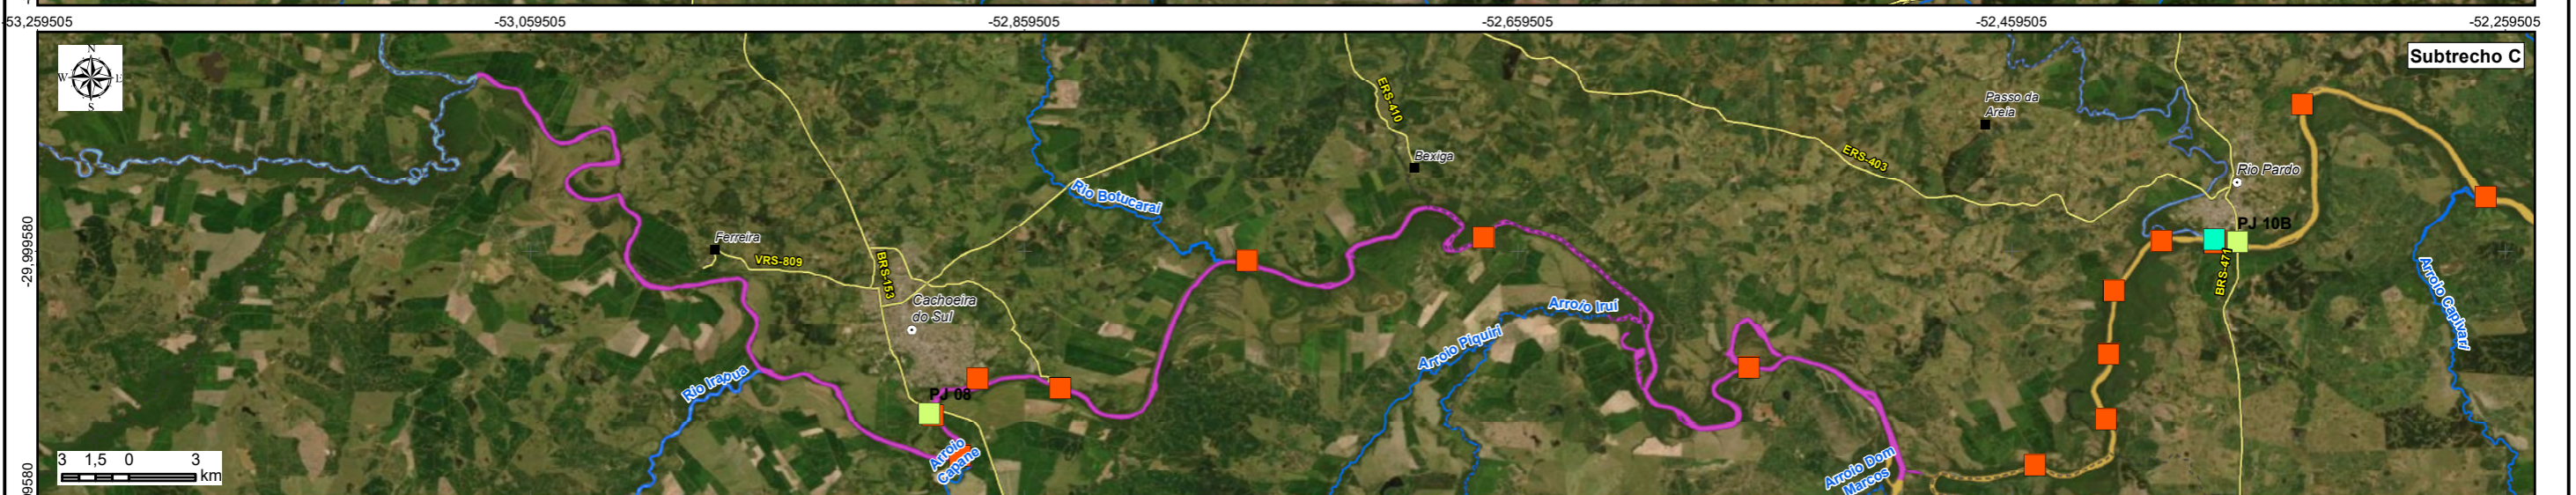 -53,259505
-53,059505
-52,859505
-52,659505
-52,459505
-52,259505
Subtrecho C
N
W
E
S
ERS-410
Passo da
Areia
Bexiga
ERS-403
Rio Pardo
Rio Botucaraí
PJ 10B
-29,999580
Ferreira
VRS-809
BRS-153
BRS-471
Arroio Capivari
Cachoeira
do Sul
Arroio Iruí
Arroio Piquiri
Rio Irapua
PJ 08
Arroio
Capane
Arroio Dom
Marcos
3 1,5 0 3
km